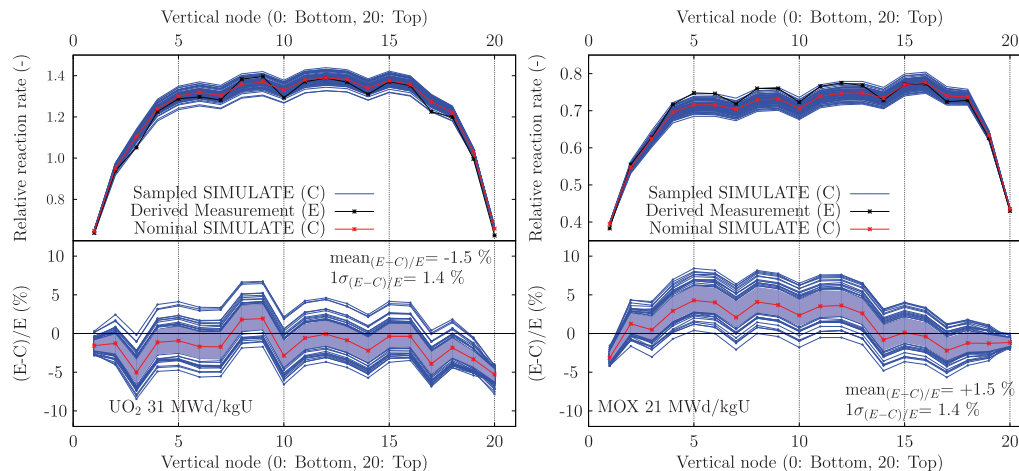 Vertical node (0: Bottom, 20: Top)
0 5 10 15 20
Relative reaction rate (-)
1.4
1.2
1.0
0.8
Sampled SIMULATE (C)
Derived Measurement (E)
Nominal SIMULATE (C)
(E-C)/E (%)
10
5
0
-5
-10
mean(E−C)/E= -1.5 %
1σ(E−C)/E= 1.4 %
UO₂ 31 MWd/kgU
0 5 10 15 20
Vertical node (0: Bottom, 20: Top)
Vertical node (0: Bottom, 20: Top)
0 5 10 15 20
Relative reaction rate (-)
0.8
0.7
0.6
0.5
0.4
Sampled SIMULATE (C)
Derived Measurement (E)
Nominal SIMULATE (C)
(E-C)/E (%)
10
5
0
-5
-10
mean(E−C)/E= +1.5 %
1σ(E−C)/E= 1.4 %
MOX 21 MWd/kgU
0 5 10 15 20
Vertical node (0: Bottom, 20: Top)